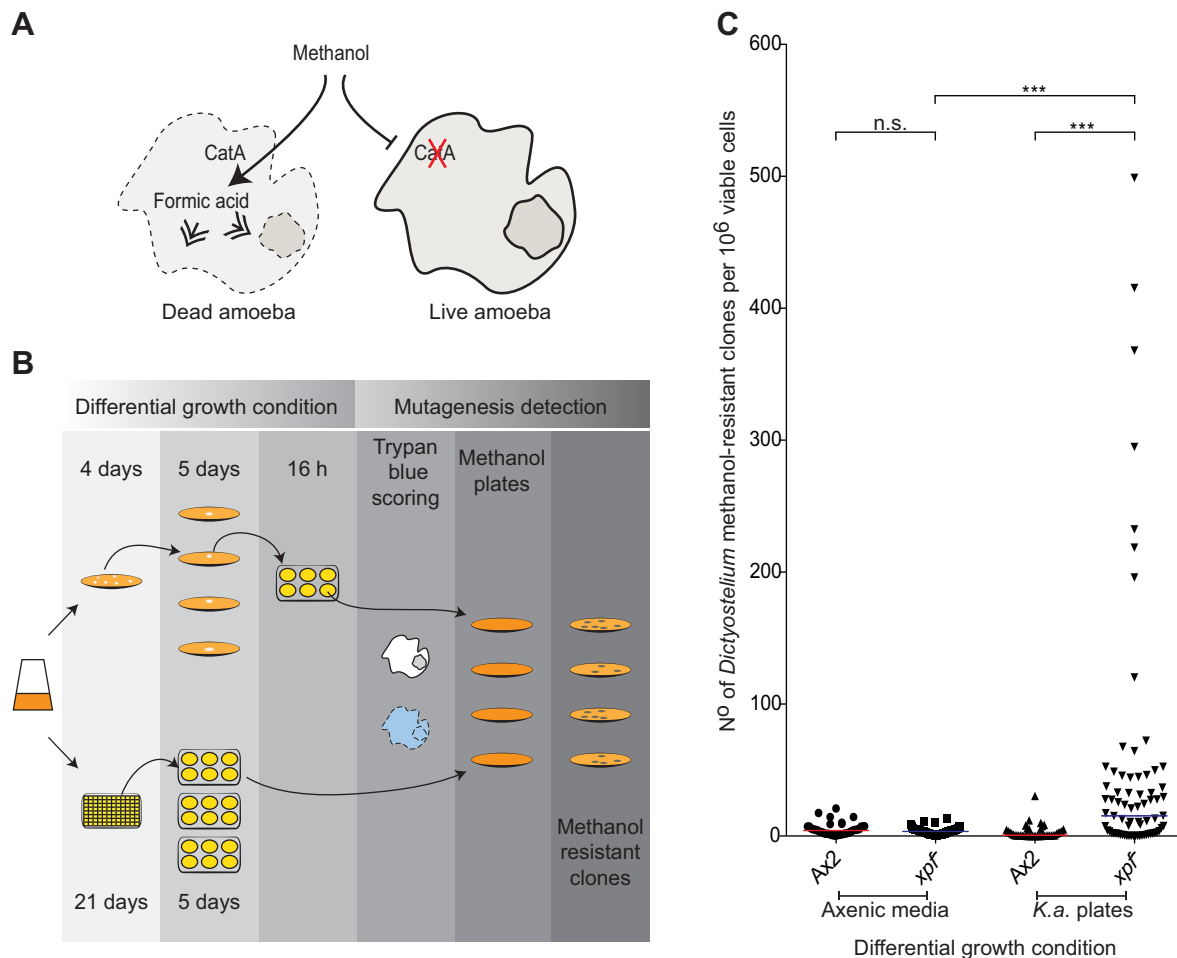 A
Methanol
CatA
CatA
Formic acid
Dead amoeba
Live amoeba
B
Differential growth condition
Mutagenesis detection
4 days
5 days
16 h
Trypan
blue
scoring
Methanol
plates
Methanol
resistant
clones
21 days
5 days
C
Nº of Dictyostelium methanol-resistant clones per 10⁶ viable cells
600
500
400
300
200
100
0
***
n.s.
***
Ax2
xpf
Ax2
xpf
Axenic media
K.a. plates
Differential growth condition